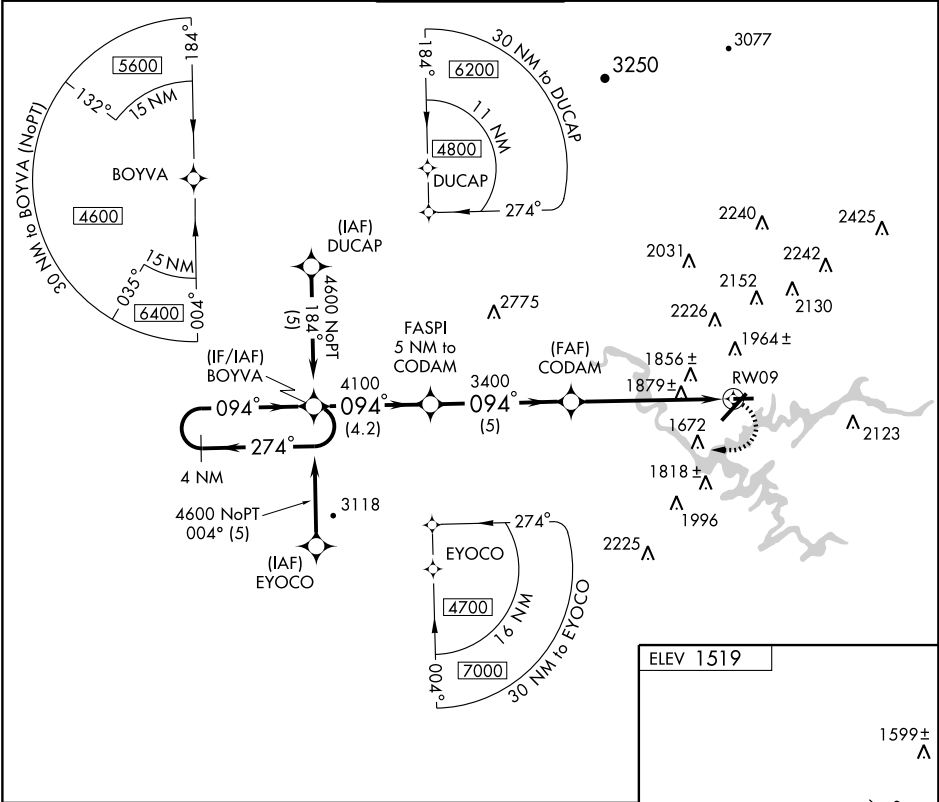 5600
184°
132°
15 NM
30 NM to BOYVA (NoPT)
BOYVA
4600
15 NM
035°
6400
004°
184°
30 NM to DUCAP
6200
11 NM
4800
DUCAP
274°
3250
3077
(IAF)
DUCAP
4600 NoPT
184°
(5)
2775
2240
2425
2031
2242
2152
2130
2226
1964±
(IF/IAF)
BOYVA
4100
094°
(4.2)
FASPI
5 NM to
CODAM
3400
094°
(5)
(FAF)
CODAM
1856±
1879±
RW09
094°
274°
4 NM
1672
2123
1818±
1996
2225
4600 NoPT
004° (5)
3118
(IAF)
EYOCO
274°
EYOCO
4700
16 NM
7000
004°
30 NM to EYOCO
ELEV 1519
1599±